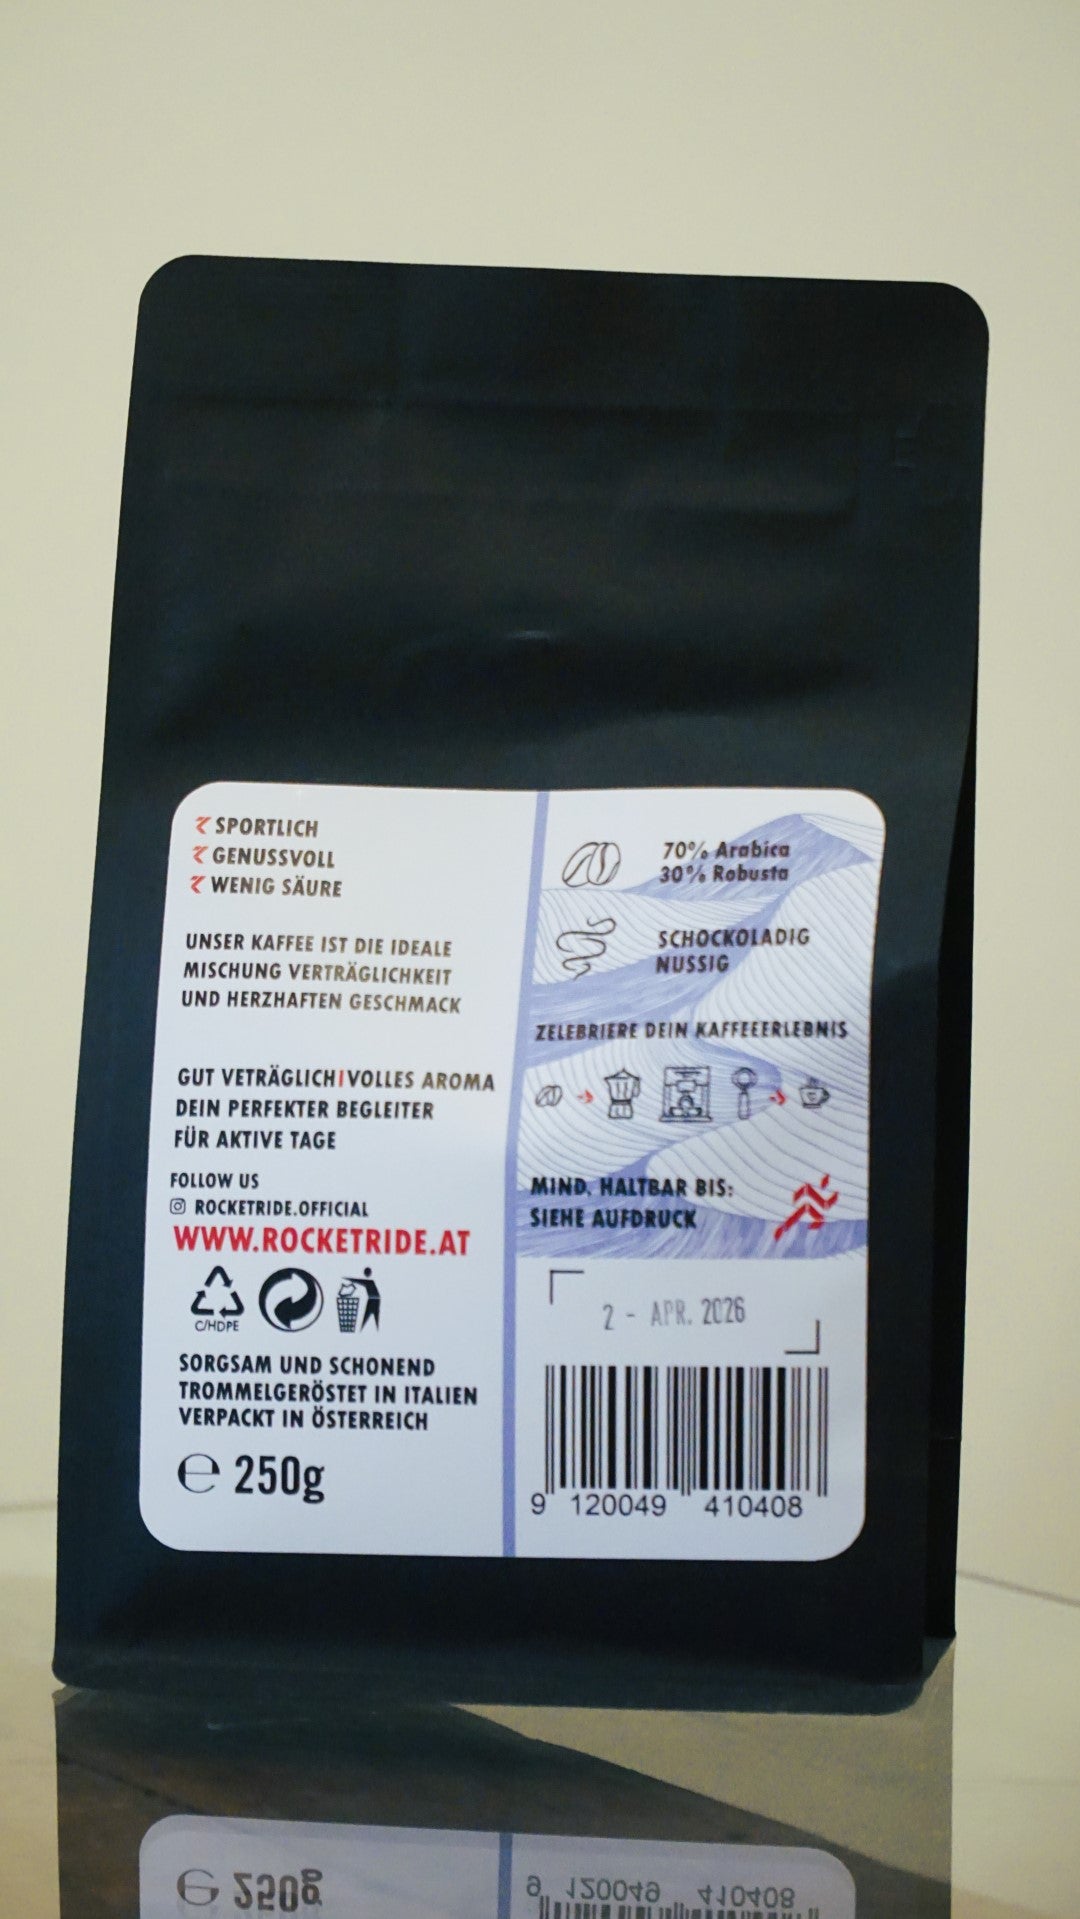 SPORTLICH
GENUSSVOLL
WENIG SÄURE
UNSER KAFFEE IST DIE IDEALE
MISCHUNG VERTRÄGLICHKEIT
UND HERZHAFTEN GESCHMACK
GUT VETRÄGLICH|VOLLES AROMA
DEIN PERFEKTER BEGLEITER
FÜR AKTIVE TAGE
FOLLOW US
ROCKETRIDE.OFFICIAL
WWW.ROCKETRIDE.AT
C/HDPE
SORGSAM UND SCHONEND
TROMMELGERÖSTET IN ITALIEN
VERPACKT IN ÖSTERREICH
℮ 250g
70% Arabica
30% Robusta
SCHOCKOLADIG
NUSSIG
ZELEBRIERE DEIN KAFFEEERLEBNIS
MIND. HALTBAR BIS:
SIEHE AUFDRUCK
2 - APR. 2026
9 120049 410408